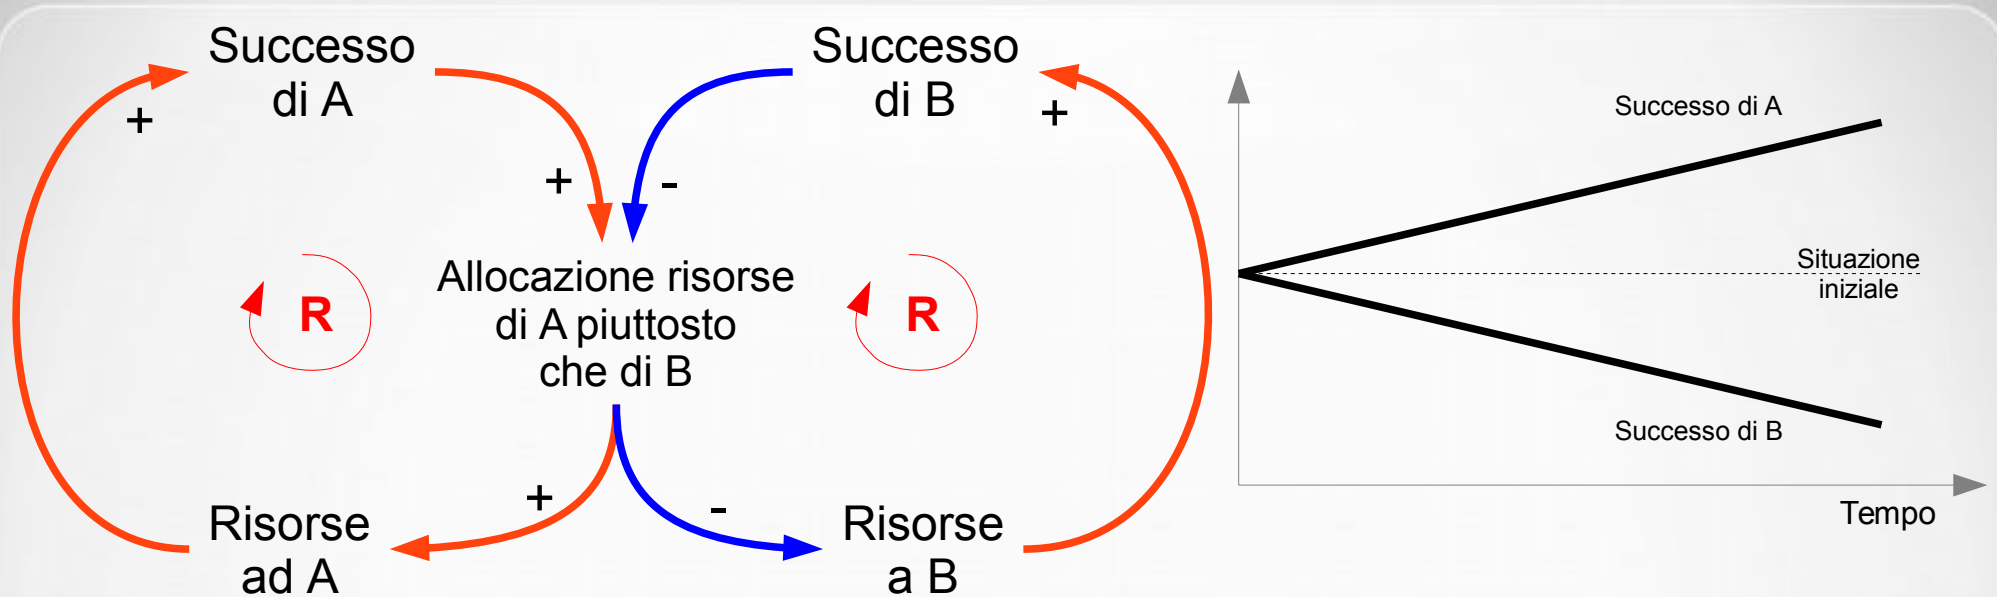 Successo
di A
+
+
Successo
di B
+
-
Allocazione risorse
di A piuttosto
che di B
R
R
+
-
Risorse
ad A
Risorse
a B
Successo di A
Situazione
iniziale
Successo di B
Tempo